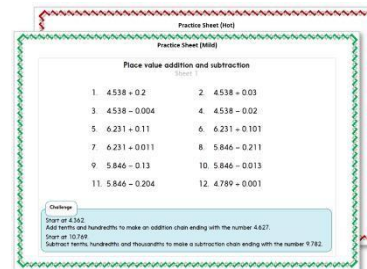 Practice Sheet (Hot)
Practice Sheet (Mild)
Place value addition and subtraction
Sheet 1
1. 4.538 + 0.2
2. 4.538 + 0.03
3. 4.538 – 0.004
4. 4.538 – 0.02
5. 6.231 + 0.11
6. 6.231 + 0.101
7. 6.231 + 0.011
8. 5.846 – 0.211
9. 5.846 – 0.13
10. 5.846 – 0.013
11. 5.846 – 0.204
12. 4.789 + 0.001
Challenge
Start at 4.362.
Add tenths and hundredths to make an addition chain ending with the number 4.627.
Start at 10.769.
Subtract tenths, hundredths and thousandths to make a subtraction chain ending with the number 9.782.